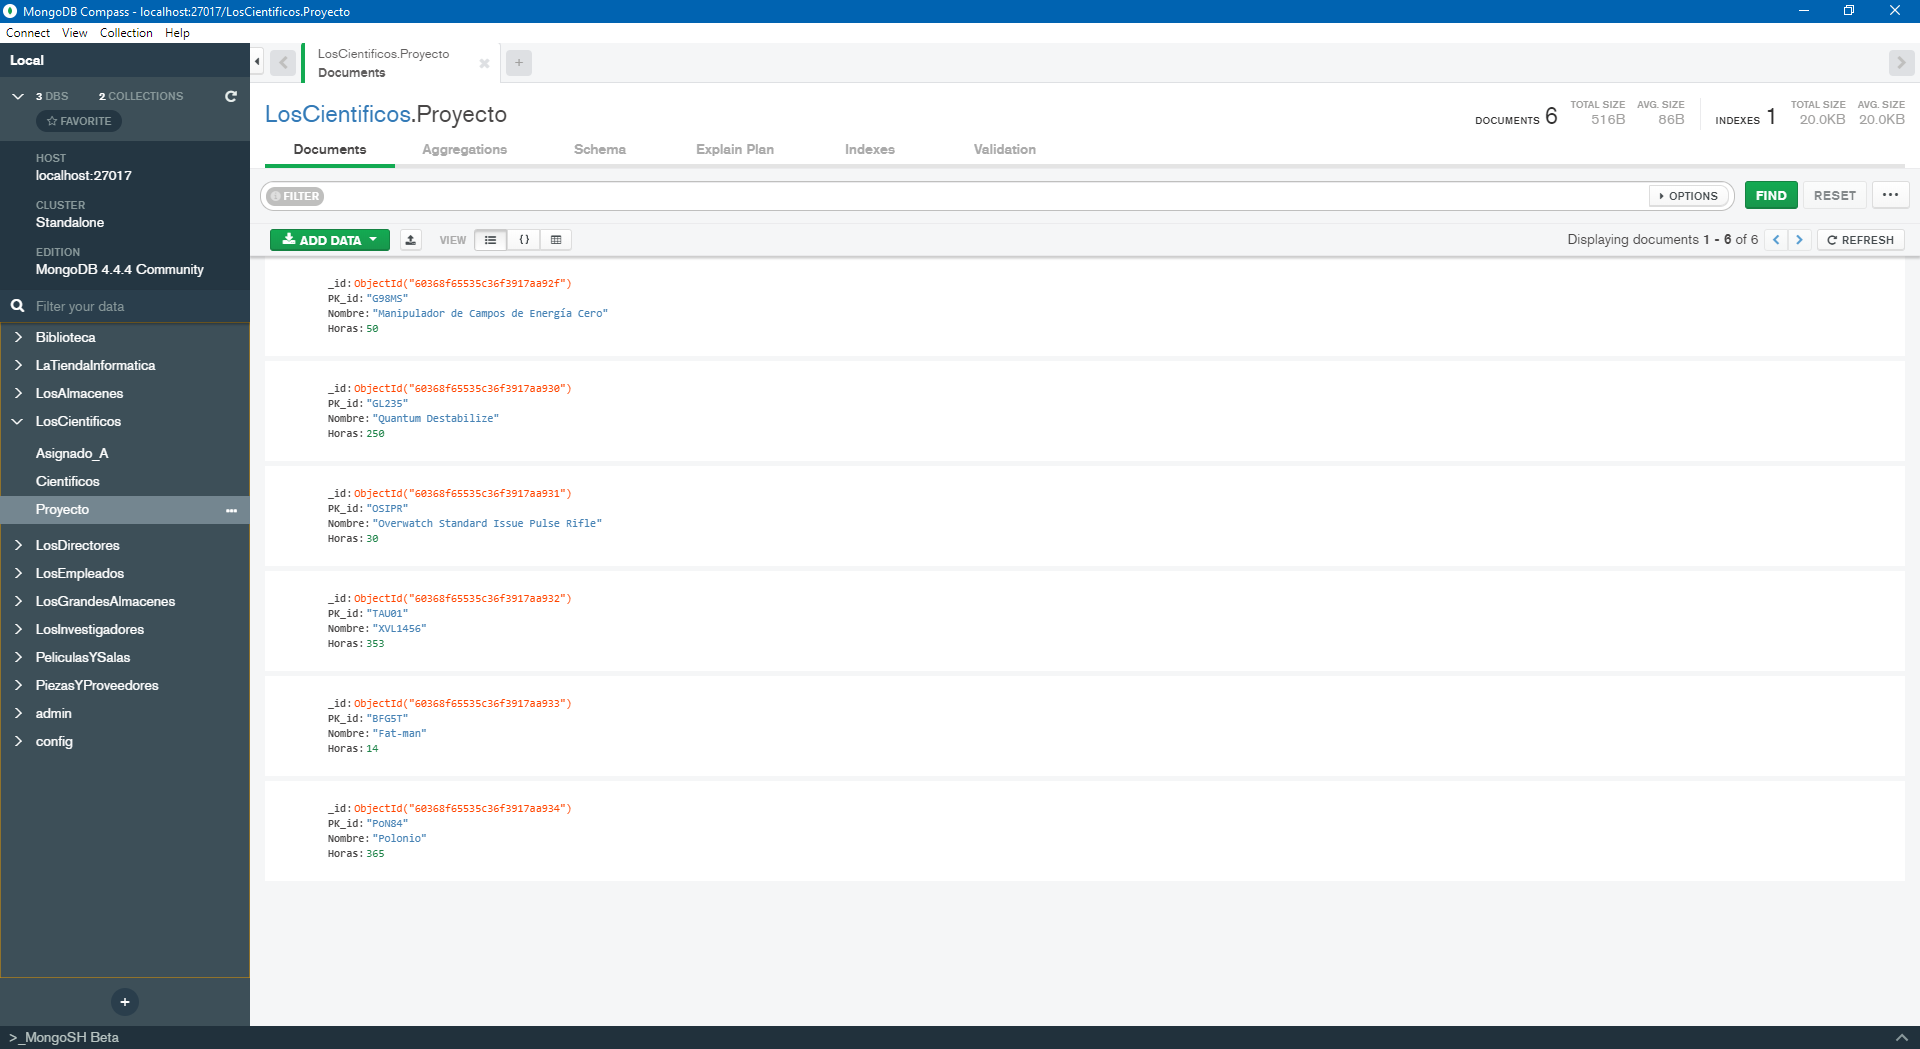 MongoDB Compass - localhost:27017/LosCientificos.Proyecto
Connect View Collection Help
Local
3 DBS 2 COLLECTIONS
FAVORITE
HOST
localhost:27017
CLUSTER
Standalone
EDITION
MongoDB 4.4.4 Community
Filter your data
Biblioteca
LaTiendaInformatica
LosAlmacenes
LosCientificos
Asignado_A
Cientificos
Proyecto
LosDirectores
LosEmpleados
LosGrandesAlmacenes
LosInvestigadores
PeliculasYSalas
PiezasYProveedores
admin
config
LosCientificos.Proyecto
Documents
LosCientificos.Proyecto
DOCUMENTS 6 TOTAL SIZE 516B AVG. SIZE 86B INDEXES 1 TOTAL SIZE 20.0KB AVG. SIZE 20.0KB
Documents Aggregations Schema Explain Plan Indexes Validation
FILTER OPTIONS FIND RESET
ADD DATA VIEW { } Displaying documents 1 - 6 of 6 REFRESH
_id: ObjectId("60368f65535c36f3917aa92f")
PK_id: "G98MS"
Nombre: "Manipulador de Campos de Energía Cero"
Horas: 50
_id: ObjectId("60368f65535c36f3917aa930")
PK_id: "GL235"
Nombre: "Quantum Destabilize"
Horas: 250
_id: ObjectId("60368f65535c36f3917aa931")
PK_id: "OSIPR"
Nombre: "Overwatch Standard Issue Pulse Rifle"
Horas: 30
_id: ObjectId("60368f65535c36f3917aa932")
PK_id: "TAU01"
Nombre: "XVL1456"
Horas: 353
_id: ObjectId("60368f65535c36f3917aa933")
PK_id: "BFG5T"
Nombre: "Fat-man"
Horas: 14
_id: ObjectId("60368f65535c36f3917aa934")
PK_id: "PoN84"
Nombre: "Polonio"
Horas: 365
>_MongoSH Beta